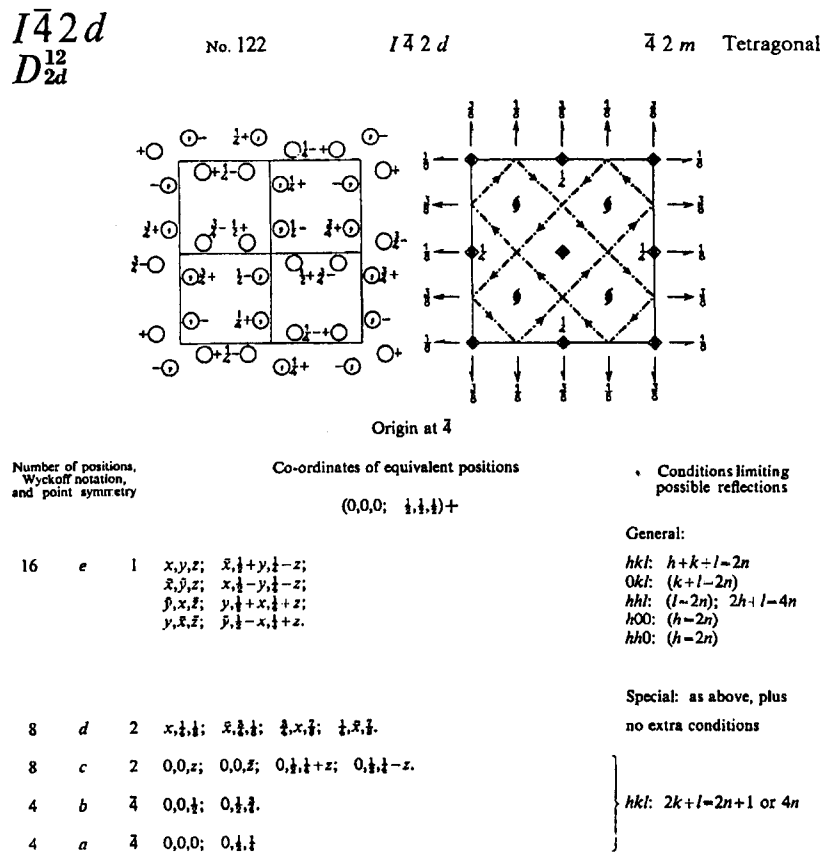 I4̄2d
D12 2d
No. 122
I 4̄ 2 d
4̄ 2 m Tetragonal
Origin at 4̄
Number of positions,
Wyckoff notation,
and point symmetry
Co-ordinates of equivalent positions
Conditions limiting
possible reflections
(0,0,0; ½,½,½)+
General:
16 e 1 x,y,z; x̄,½+y,¼−z; hkl: h+k+l=2n
x̄,ȳ,z; x,½−y,¼−z; 0kl: (k+l=2n)
ȳ,x,z̄; y,½+x,¼+z; hhl: (l=2n); 2h+l=4n
y,x̄,z̄; ȳ,½−x,¼+z. h00: (h=2n)
hh0: (h=2n)
Special: as above, plus
8 d 2 x,¼,⅛; x̄,¾,⅛; ¾,x,⅞; ¼,x̄,⅞. no extra conditions
8 c 2 0,0,z; 0,0,z̄; 0,½,¼+z; 0,½,¼−z.
4 b 4̄ 0,0,½; 0,½,¾. hkl: 2k+l=2n+1 or 4n
4 a 4̄ 0,0,0; 0,½,¼